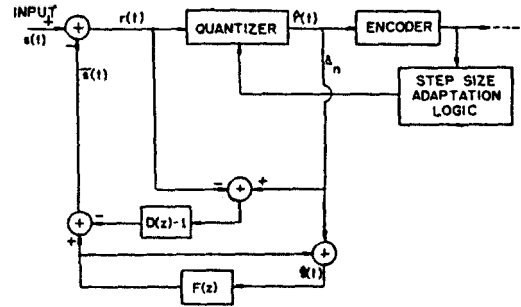 INPUT
+
s(t)
+
r(t)
QUANTIZER
r̂(t)
ENCODER
−
s̄(t)
Δn
STEP SIZE
ADAPTATION
LOGIC
−
+
+
+
−
D(z)-1
+
+
ŝ(t)
F(z)